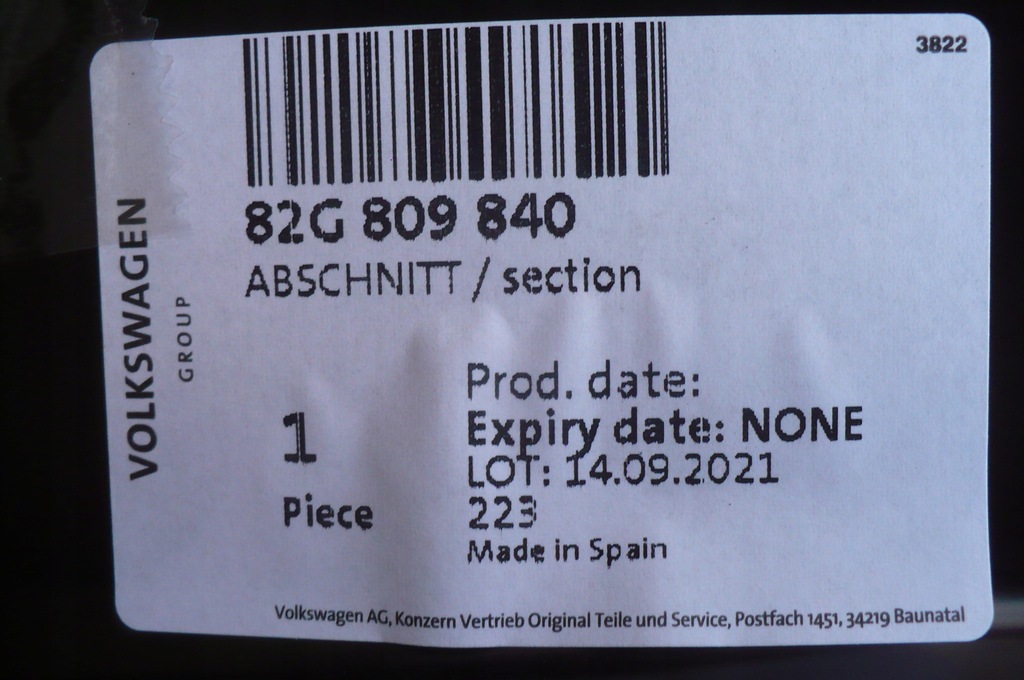 3822
82G 809 840
ABSCHNITT / section
VOLKSWAGEN
GROUP
1
Piece
Prod. date:
Expiry date: NONE
LOT: 14.09.2021
223
Made in Spain
Volkswagen AG, Konzern Vertrieb Original Teile und Service, Postfach 1451, 34219 Baunatal